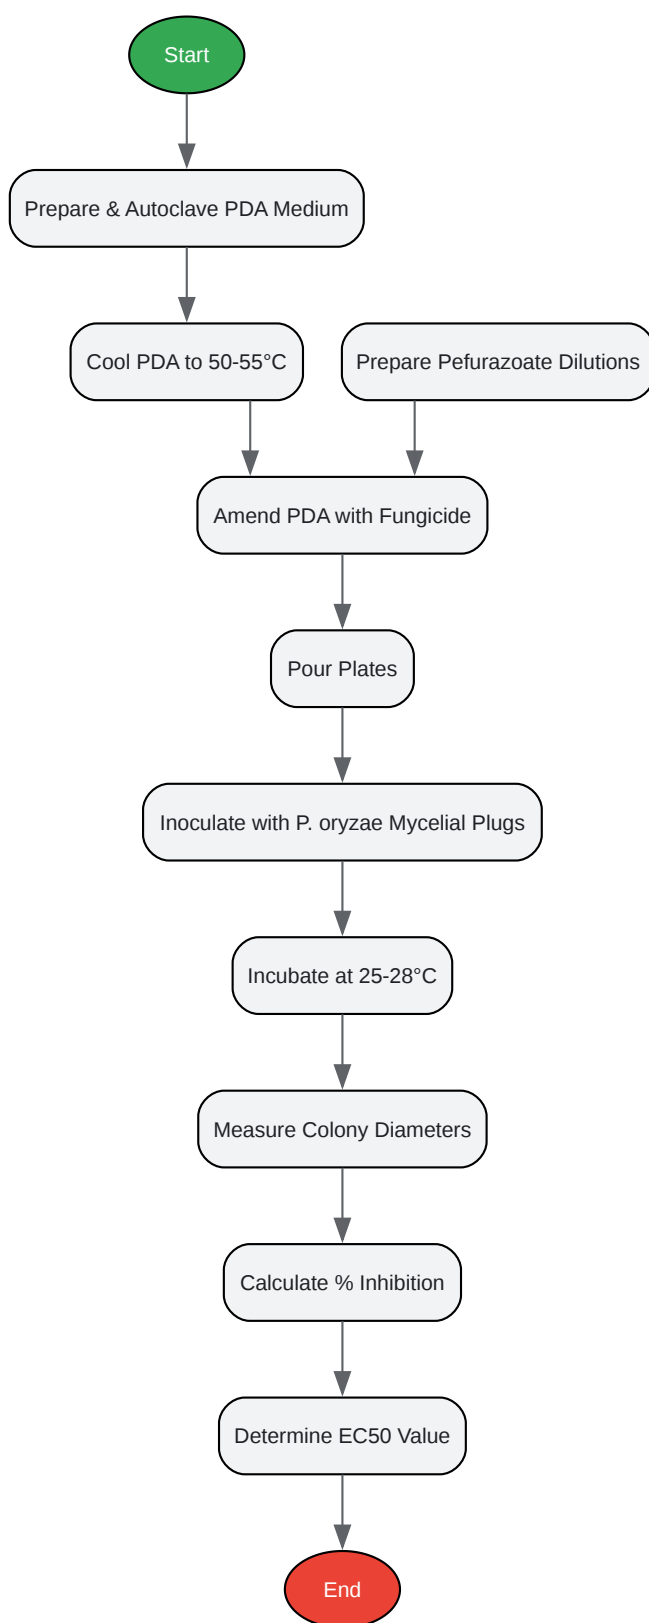 Start
Prepare & Autoclave PDA Medium
Cool PDA to 50-55°C
Prepare Pefurazoate Dilutions
Amend PDA with Fungicide
Pour Plates
Inoculate with P. oryzae Mycelial Plugs
Incubate at 25-28°C
Measure Colony Diameters
Calculate % Inhibition
Determine EC50 Value
End